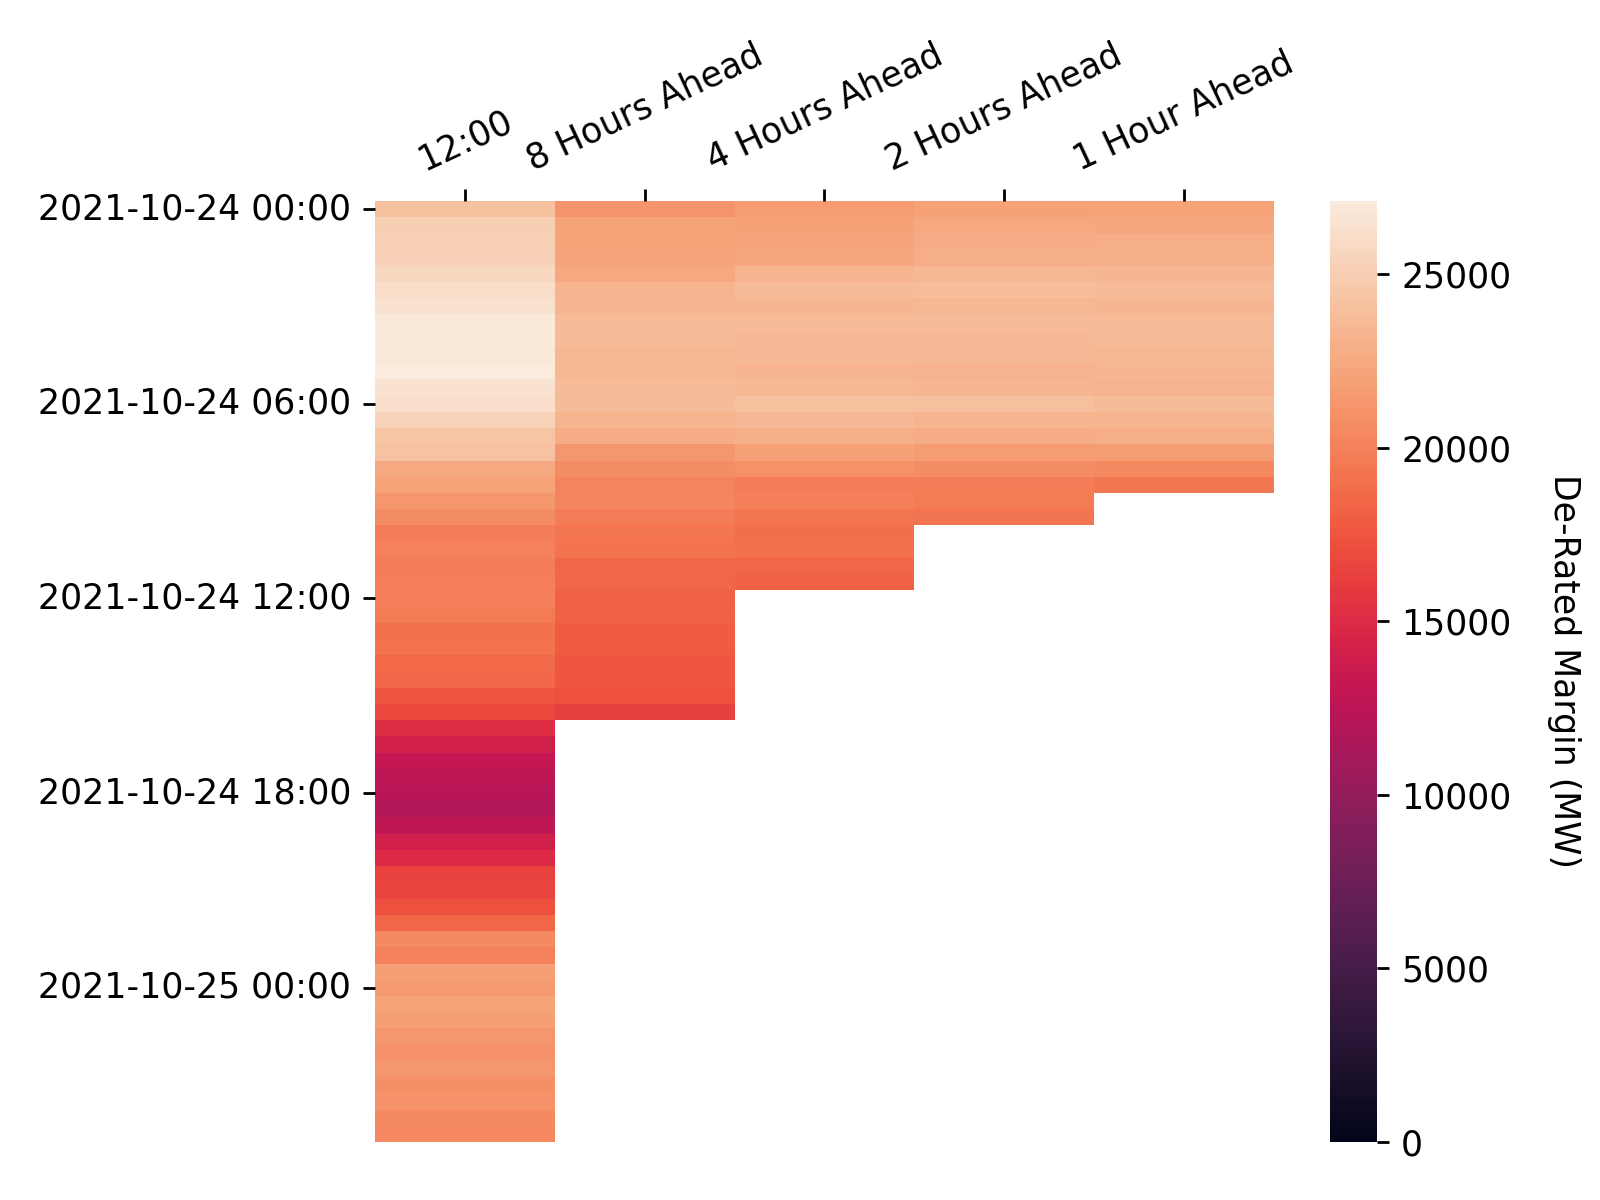 12:00
8 Hours Ahead
4 Hours Ahead
2 Hours Ahead
1 Hour Ahead
2021-10-24 00:00
2021-10-24 06:00
2021-10-24 12:00
2021-10-24 18:00
2021-10-25 00:00
25000
20000
15000
10000
5000
0
De-Rated Margin (MW)